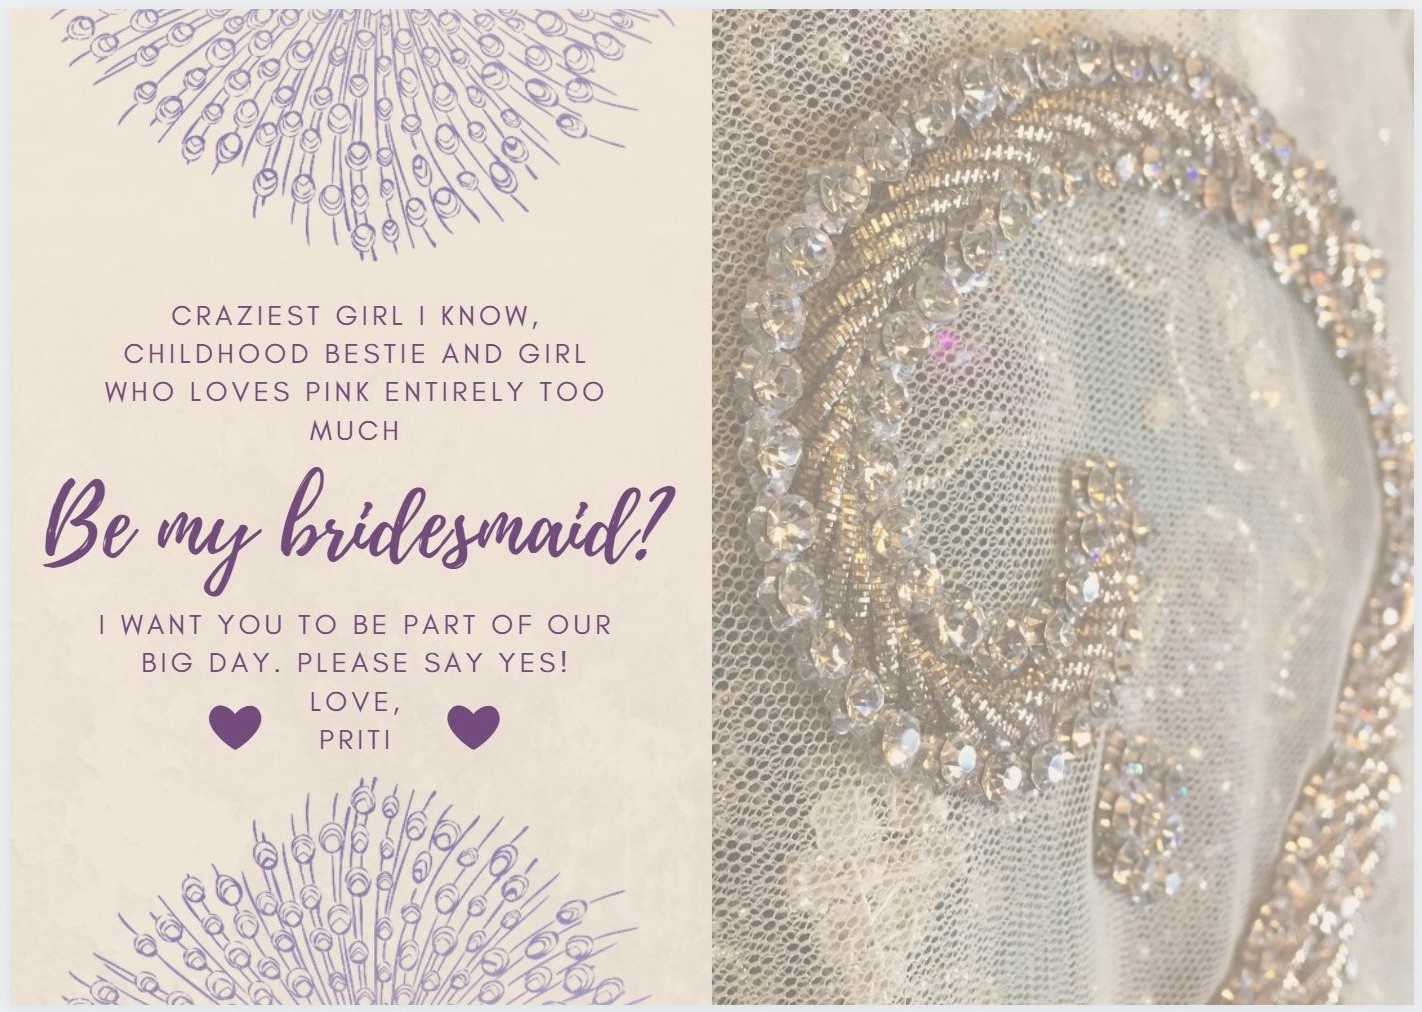 CRAZIEST GIRL I KNOW,
CHILDHOOD BESTIE AND GIRL
WHO LOVES PINK ENTIRELY TOO
MUCH
Be my bridesmaid?
I WANT YOU TO BE PART OF OUR
BIG DAY. PLEASE SAY YES!
LOVE,
PRITI